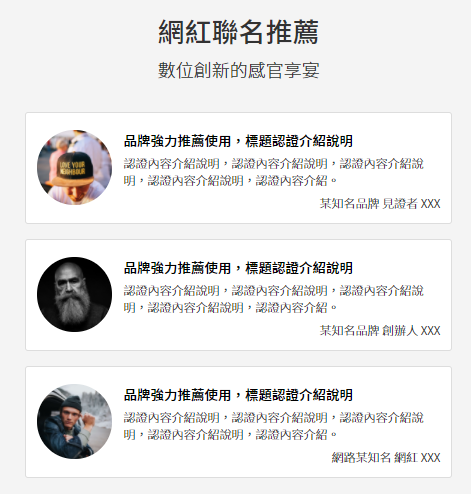 網紅聯名推薦
數位創新的感官享宴
LOVE YOUR
NEIGHBOUR
品牌強力推薦使用，標題認證介紹說明
認證內容介紹說明，認證內容介紹說明，認證內容介紹說
明，認證內容介紹說明，認證內容介紹。
某知名品牌 見證者 XXX
品牌強力推薦使用，標題認證介紹說明
認證內容介紹說明，認證內容介紹說明，認證內容介紹說
明，認證內容介紹說明，認證內容介紹。
某知名品牌 創辦人 XXX
品牌強力推薦使用，標題認證介紹說明
認證內容介紹說明，認證內容介紹說明，認證內容介紹說
明，認證內容介紹說明，認證內容介紹。
網路某知名 網紅 XXX